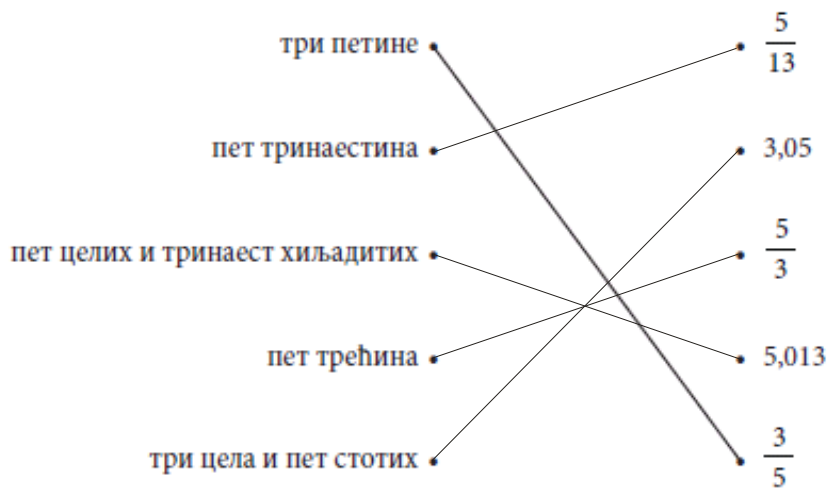 три петине 5/13
пет тринаестина 3,05
пет целих и тринаест хиљадитих 5/3
пет трећина 5,013
три цела и пет стотих 3/5